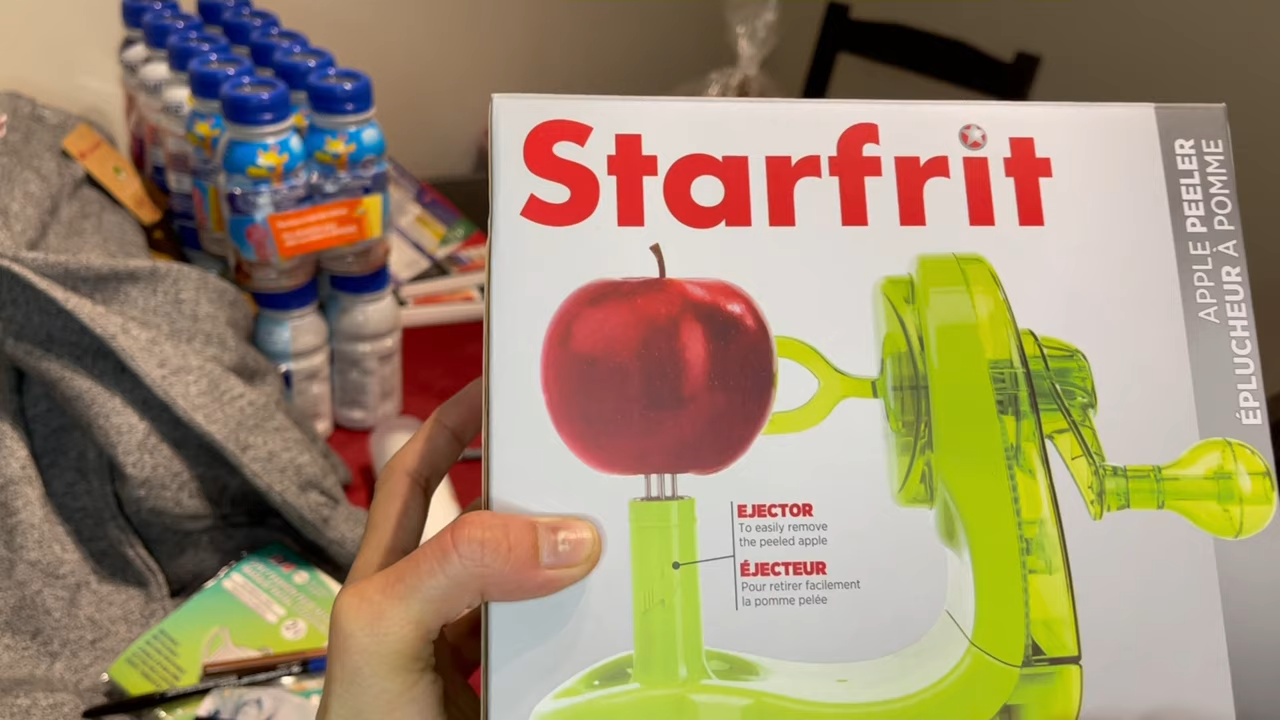 Starfrit
APPLE PEELER
ÉPLUCHEUR À POMME
EJECTOR
To easily remove
the peeled apple
ÉJECTEUR
Pour retirer facilement
la pomme pelée